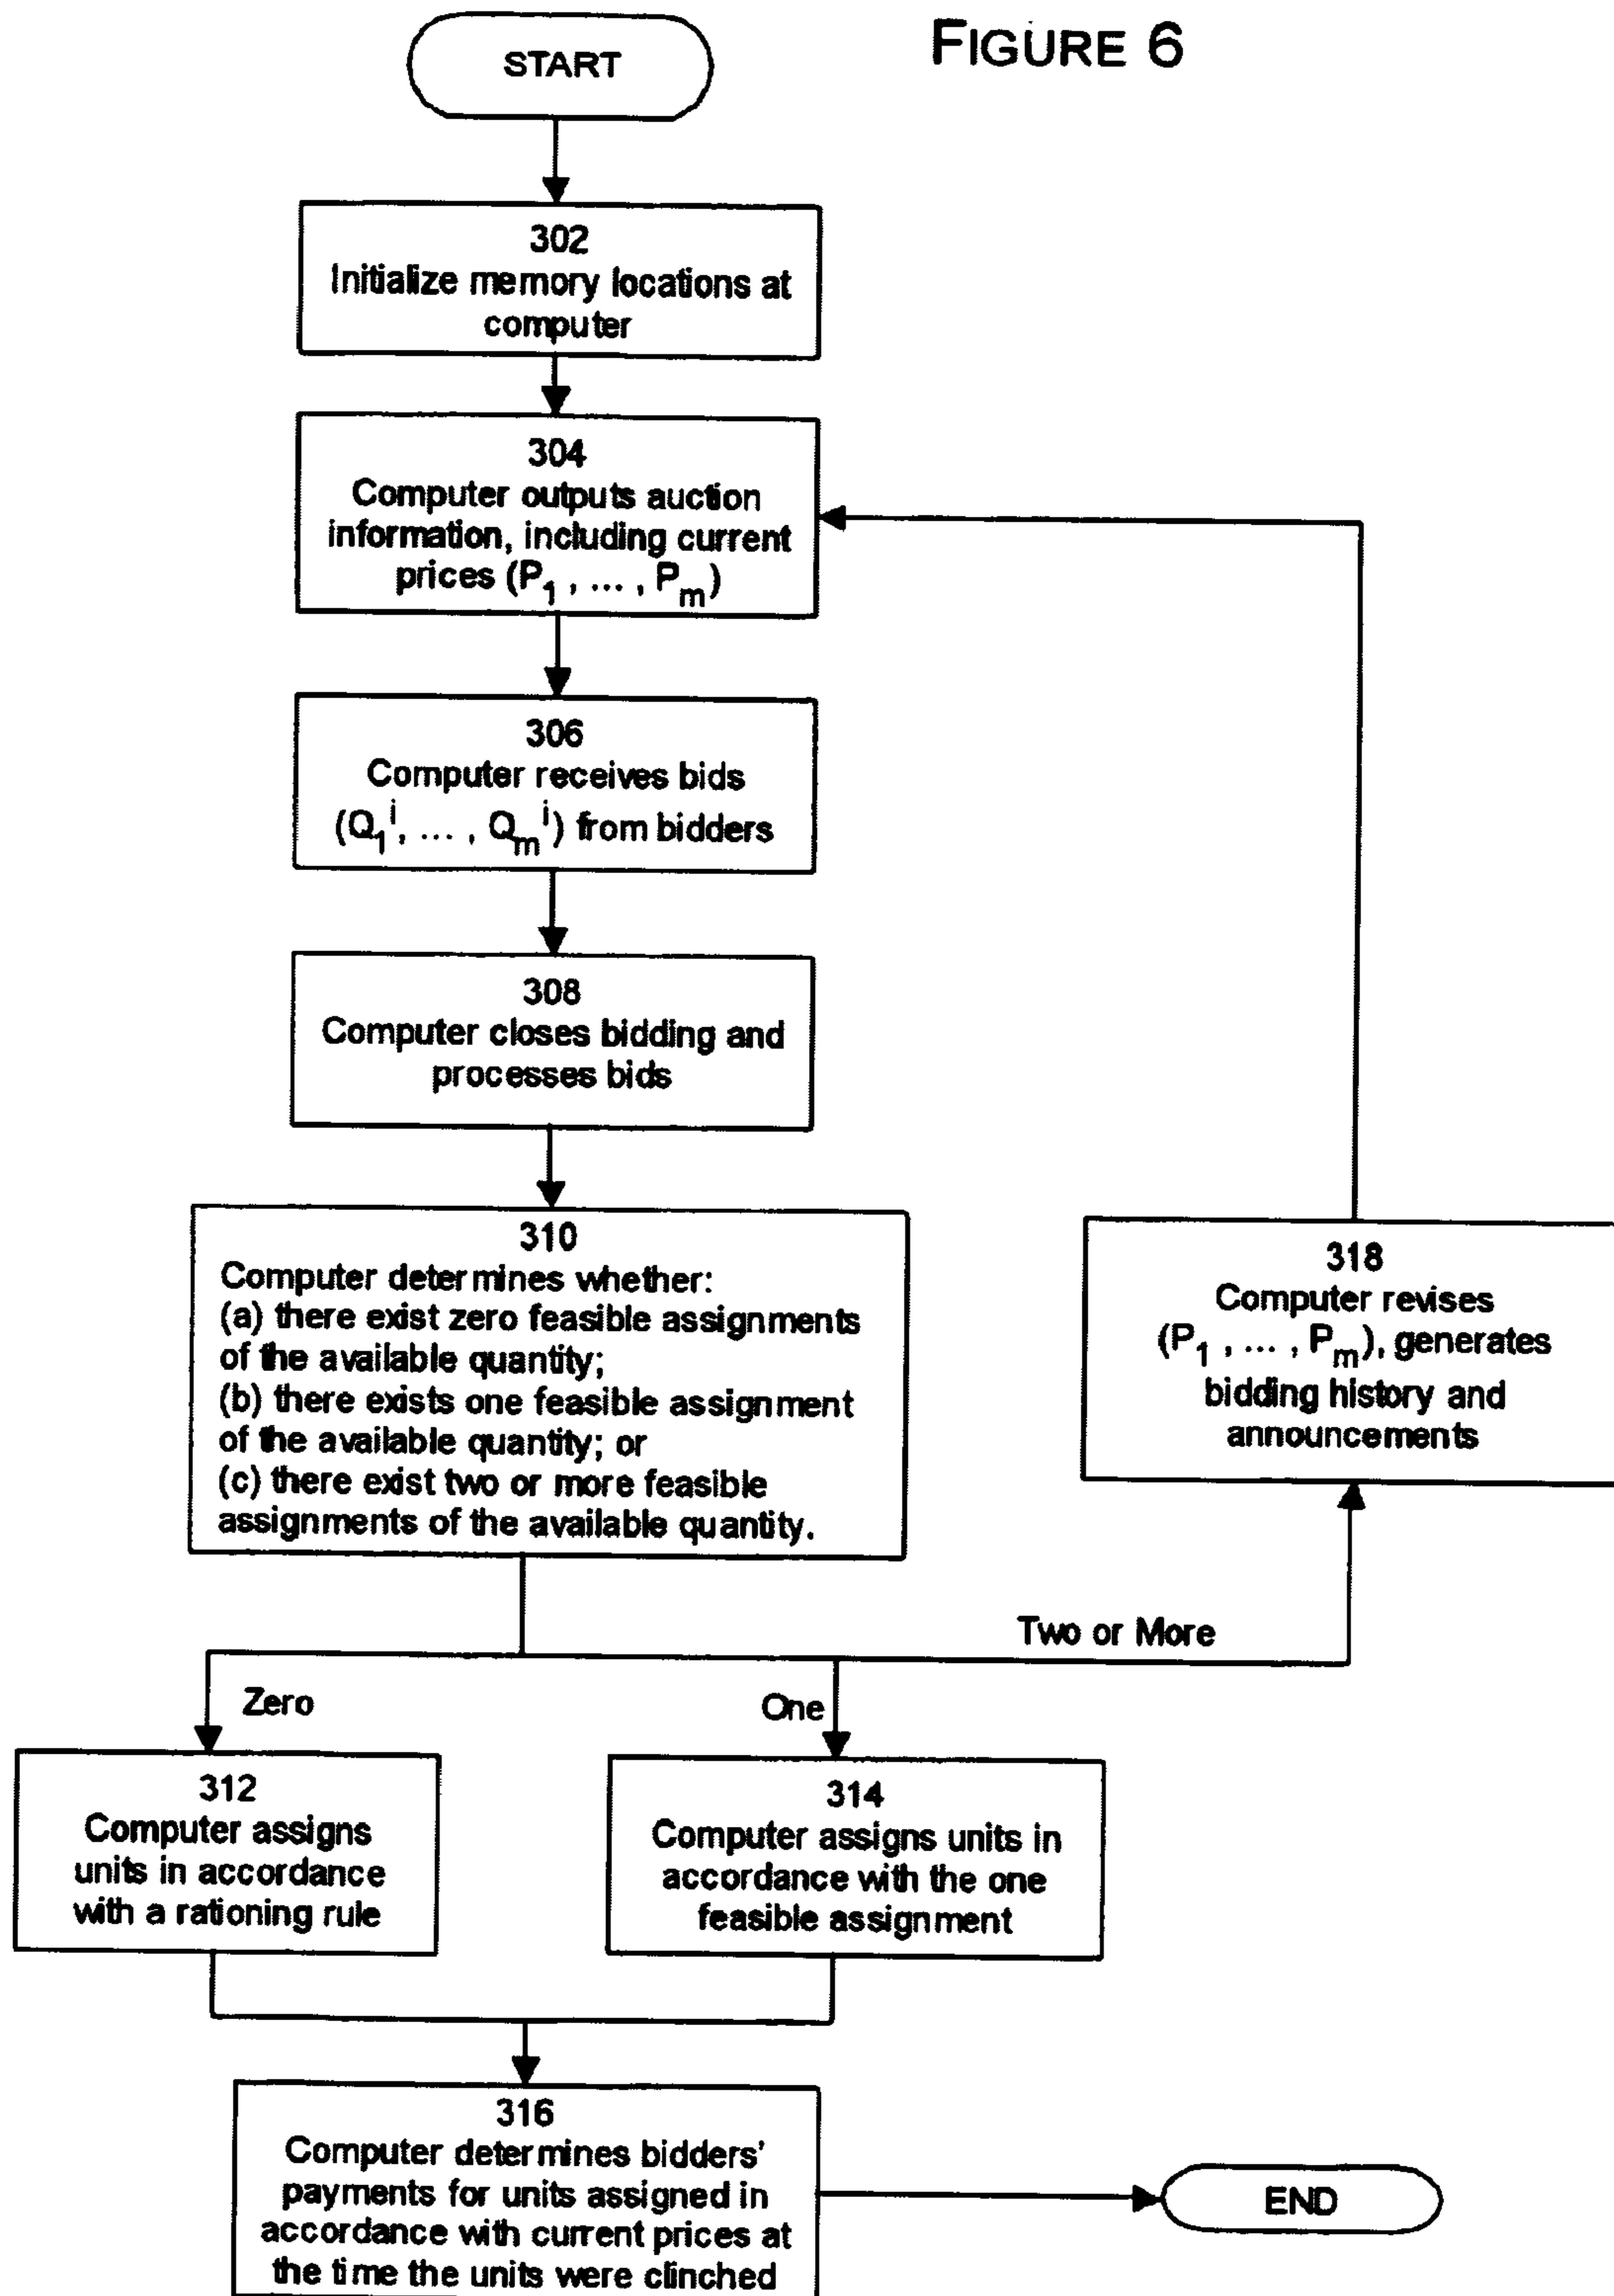 FIGURE 6
START
302
Initialize memory locations at
computer
304
Computer outputs auction
information, including current
prices (P1 , ... , Pm)
306
Computer receives bids
(Q1^i, ... , Qm^i) from bidders
308
Computer closes bidding and
processes bids
310
Computer determines whether:
(a) there exist zero feasible assignments
of the available quantity;
(b) there exists one feasible assignment
of the available quantity; or
(c) there exist two or more feasible
assignments of the available quantity.
318
Computer revises
(P1 , ... , Pm), generates
bidding history and
announcements
Two or More
Zero
One
312
Computer assigns
units in accordance
with a rationing rule
314
Computer assigns units in
accordance with the one
feasible assignment
316
Computer determines bidders'
payments for units assigned in
accordance with current prices at
the time the units were clinched
END